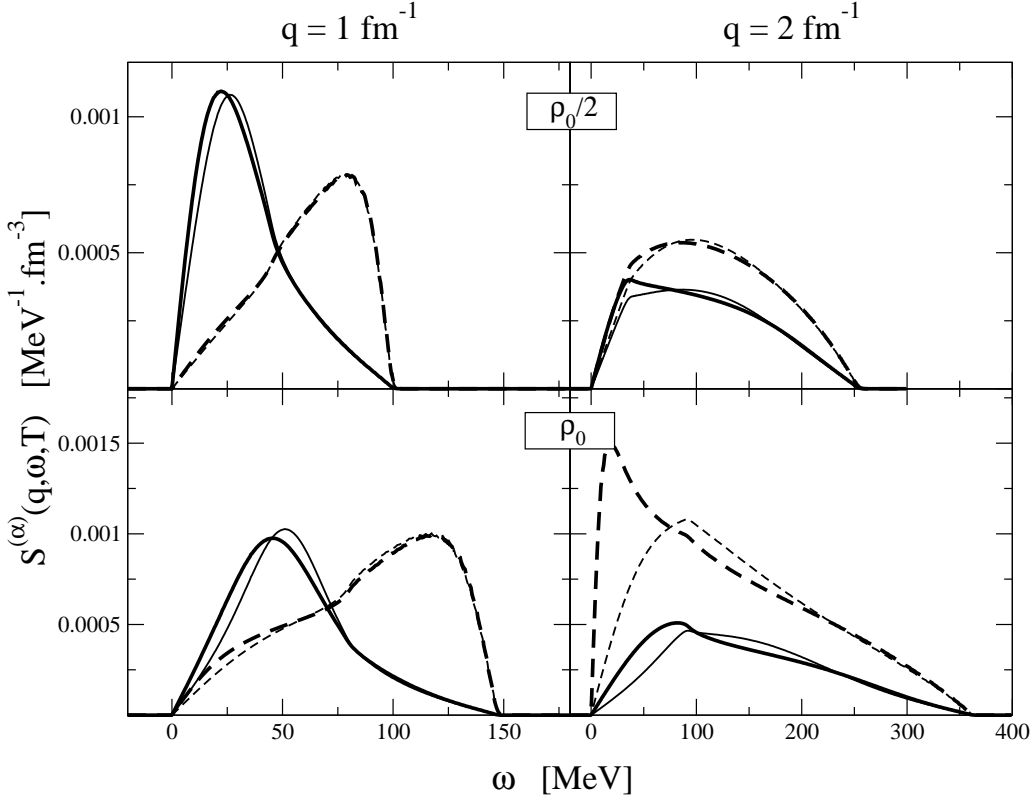 q = 1 fm⁻¹
q = 2 fm⁻¹
ρ₀/2
0.001
0.0005
ρ₀
0.0015
0.001
0.0005
S⁽ᵅ⁾(q,ω,T) [MeV⁻¹.fm⁻³]
0 50 100 150
0 100 200 300 400
ω [MeV]